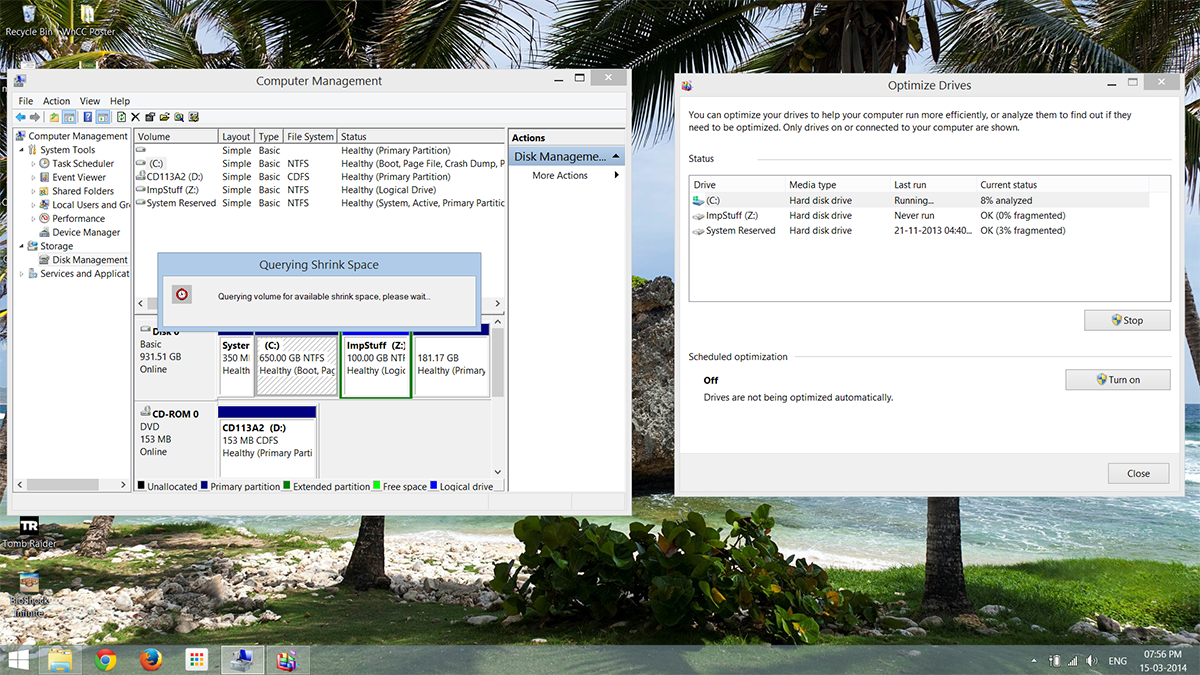 Recycle Bin
WnCC Poster
Computer Management
File Action View Help
Computer Management
System Tools
Task Scheduler
Event Viewer
Shared Folders
Local Users and Gr
Performance
Device Manager
Storage
Disk Management
Services and Applicat
Volume Layout Type File System Status
Simple Basic Healthy (Primary Partition)
(C:) Simple Basic NTFS Healthy (Boot, Page File, Crash Dump, P
CD113A2 (D:) Simple Basic CDFS Healthy (Primary Partition)
ImpStuff (Z:) Simple Basic NTFS Healthy (Logical Drive)
System Reserved Simple Basic NTFS Healthy (System, Active, Primary Partitic
Actions
Disk Manageme...
More Actions
Querying Shrink Space
Querying volume for available shrink space, please wait...
Disk 0
Basic
931.51 GB
Online
Syster
350 M
Health
(C:)
650.00 GB NTFS
Healthy (Boot, Pag
ImpStuff (Z:
100.00 GB NTF
Healthy (Logic
181.17 GB
Healthy (Primary
CD-ROM 0
DVD
153 MB
Online
CD113A2 (D:)
153 MB CDFS
Healthy (Primary Parti
Unallocated Primary partition Extended partition Free space Logical drive
Optimize Drives
You can optimize your drives to help your computer run more efficiently, or analyze them to find out if they
need to be optimized. Only drives on or connected to your computer are shown.
Status
Drive Media type Last run Current status
(C:) Hard disk drive Running... 8% analyzed
ImpStuff (Z:) Hard disk drive Never run OK (0% fragmented)
System Reserved Hard disk drive 21-11-2013 04:40... OK (3% fragmented)
Stop
Scheduled optimization
Off
Turn on
Drives are not being optimized automatically.
Close
TR
Tomb Raider
BioShock
Infinite
ENG
07:56 PM
15-03-2014